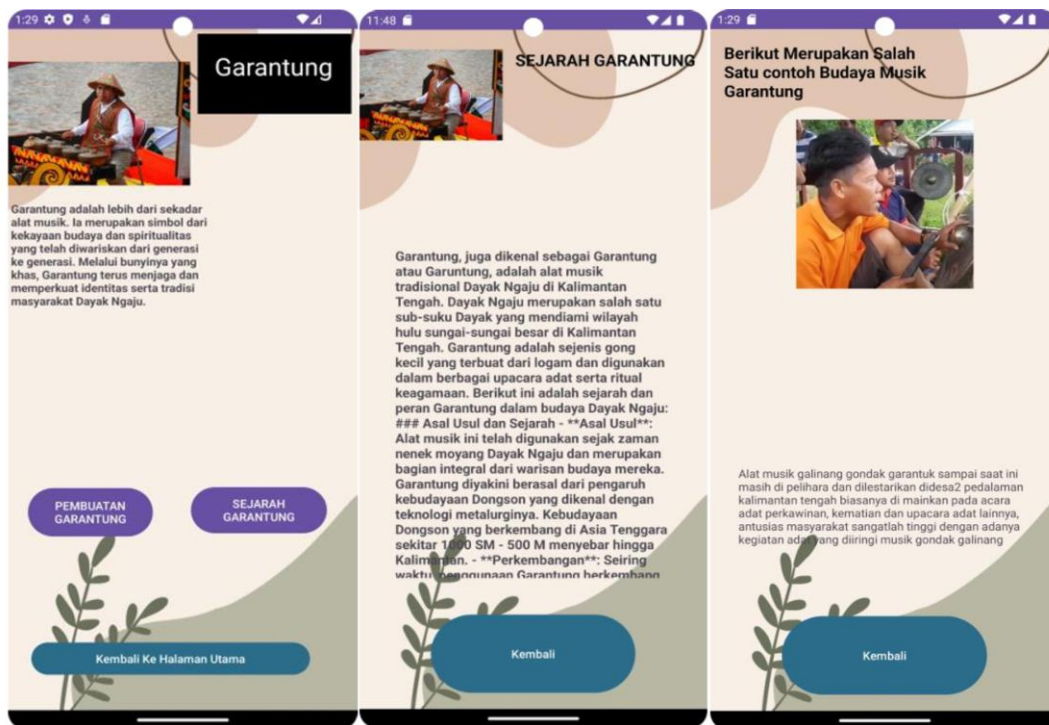 1:29
Garantung
Garantung adalah lebih dari sekadar
alat musik. Ia merupakan simbol dari
kekayaan budaya dan spiritualitas
yang telah diwariskan dari generasi
ke generasi. Melalui bunyinya yang
khas, Garantung terus menjaga dan
memperkuat identitas serta tradisi
masyarakat Dayak Ngaju.
PEMBUATAN
GARANTUNG
SEJARAH
GARANTUNG
Kembali Ke Halaman Utama
11:48
SEJARAH GARANTUNG
Garantung, juga dikenal sebagai Garantung
atau Garuntung, adalah alat musik
tradisional Dayak Ngaju di Kalimantan
Tengah. Dayak Ngaju merupakan salah satu
sub-suku Dayak yang mendiami wilayah
hulu sungai-sungai besar di Kalimantan
Tengah. Garantung adalah sejenis gong
kecil yang terbuat dari logam dan digunakan
dalam berbagai upacara adat serta ritual
keagamaan. Berikut ini adalah sejarah dan
peran Garantung dalam budaya Dayak Ngaju:
### Asal Usul dan Sejarah - **Asal Usul**:
Alat musik ini telah digunakan sejak zaman
nenek moyang Dayak Ngaju dan merupakan
bagian integral dari warisan budaya mereka.
Garantung diyakini berasal dari pengaruh
kebudayaan Dongson yang dikenal dengan
teknologi metalurginya. Kebudayaan
Dongson yang berkembang di Asia Tenggara
sekitar 1000 SM - 500 M menyebar hingga
Kalimantan. - **Perkembangan**: Seiring
waktu, penggunaan Garantung berkembang
Kembali
1:29
Berikut Merupakan Salah
Satu contoh Budaya Musik
Garantung
Alat musik galinang gondak garantuk sampai saat ini
masih di pelihara dan dilestarikan didesa2 pedalaman
kalimantan tengah biasanya di mainkan pada acara
adat perkawinan, kematian dan upacara adat lainnya,
antusias masyarakat sangatlah tinggi dengan adanya
kegiatan adat yang diiringi musik gondak galinang
Kembali